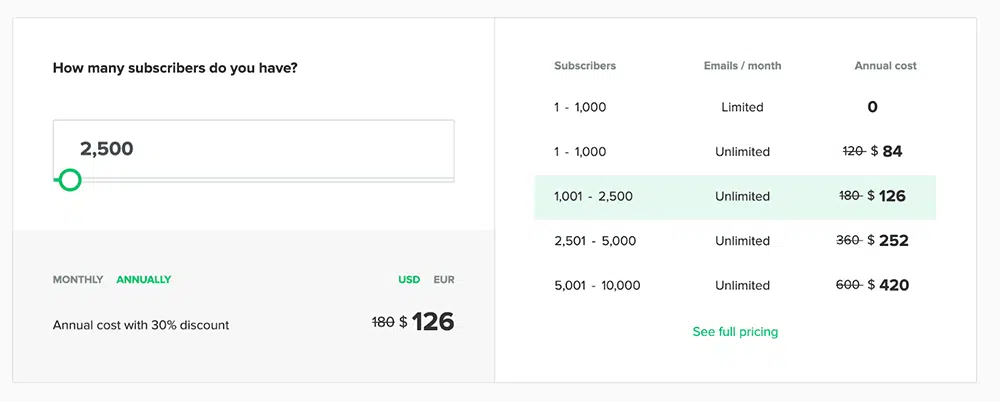 How many subscribers do you have?
2,500
MONTHLY ANNUALLY USD EUR
Annual cost with 30% discount 180 $ 126
Subscribers Emails / month Annual cost
1 - 1,000 Limited 0
1 - 1,000 Unlimited 120 $ 84
1,001 - 2,500 Unlimited 180 $ 126
2,501 - 5,000 Unlimited 360 $ 252
5,001 - 10,000 Unlimited 600 $ 420
See full pricing